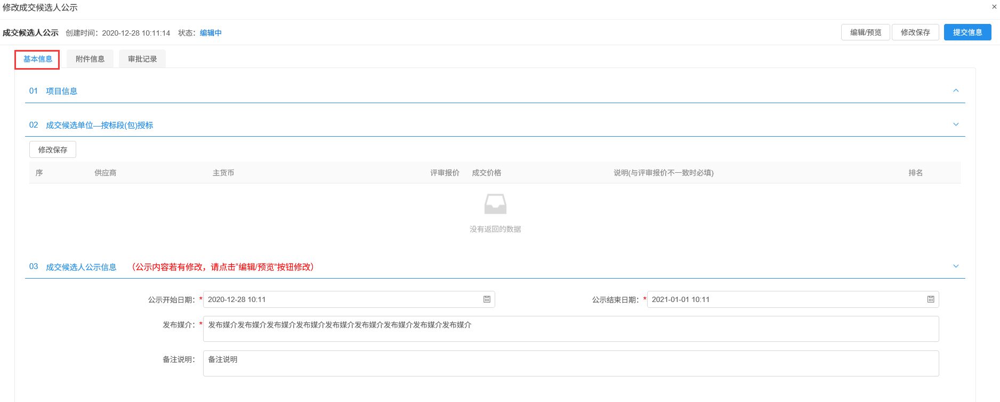 修改成交候选人公示
×
成交候选人公示 创建时间：2020-12-28 10:11:14 状态：编辑中 编辑/预览 修改保存 提交信息
基本信息 附件信息 审批记录
01 项目信息
02 成交候选单位—按标段(包)授标
修改保存
序 供应商 主货币 评审报价 成交价格 说明(与评审报价不一致时必填) 排名
没有返回的数据
03 成交候选人公示信息 （公示内容若有修改，请点击“编辑/预览”按钮修改）
公示开始日期：* 2020-12-28 10:11 公示结束日期：* 2021-01-01 10:11
发布媒介：* 发布媒介发布媒介发布媒介发布媒介发布媒介发布媒介发布媒介发布媒介发布媒介
备注说明： 备注说明